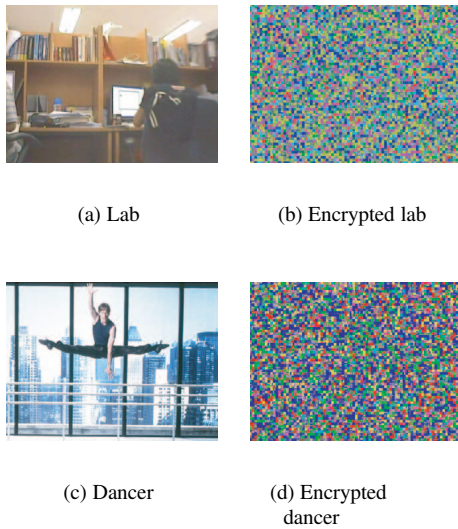 (a) Lab
(b) Encrypted lab
(c) Dancer
(d) Encrypted
dancer